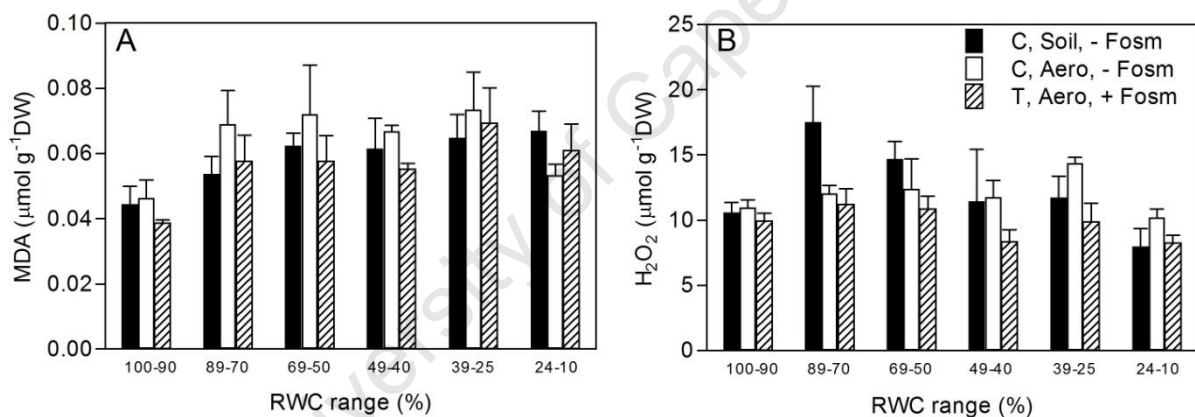 A
MDA (µmol g⁻¹DW)
0.10
0.08
0.06
0.04
0.02
0.00
100-90 89-70 69-50 49-40 39-25 24-10
RWC range (%)
B
C, Soil, - Fosm
C, Aero, - Fosm
T, Aero, + Fosm
H₂O₂ (µmol g⁻¹DW)
25
20
15
10
5
0
100-90 89-70 69-50 49-40 39-25 24-10
RWC range (%)
versity of Cape